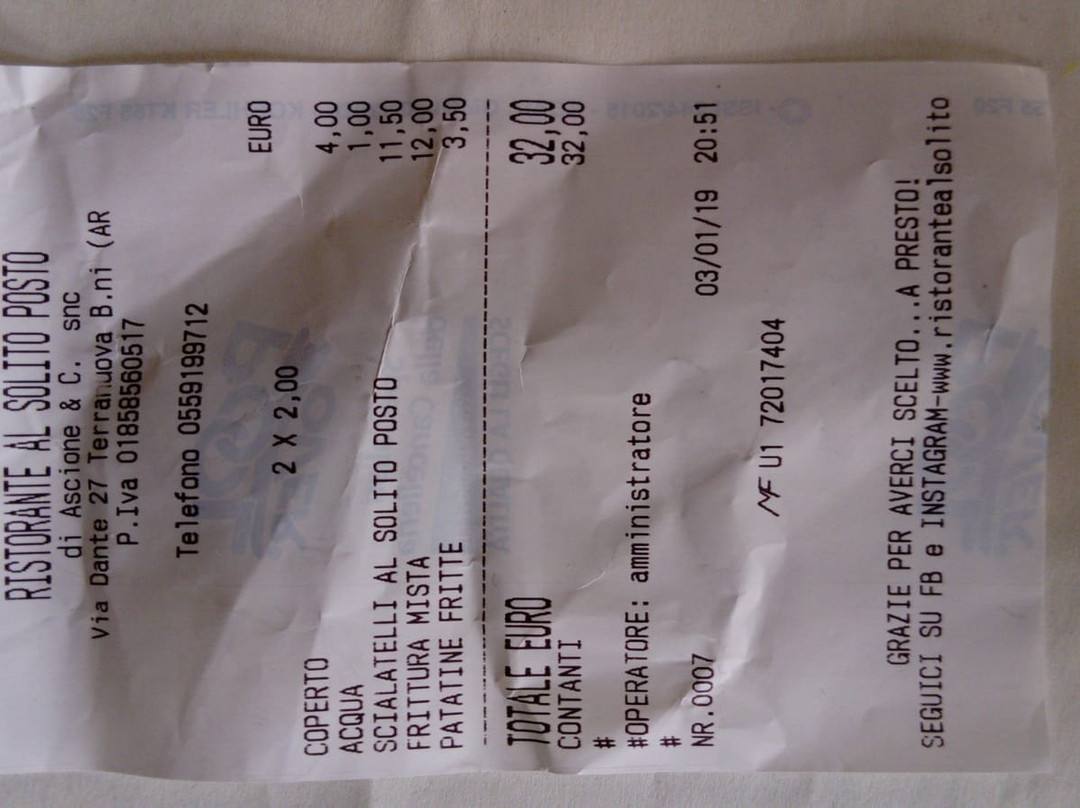 RISTORANTE AL SOLITO POSTO
di Ascione & C. snc
Via Dante 27 Terranuova B.ni (AR
P.Iva 01858560517
Telefono 0559199712
EURO
2 X 2,00
COPERTO 4,00
ACQUA 1,00
SCIALATELLI AL SOLITO POSTO 11,50
FRITTURA MISTA 12,00
PATATINE FRITTE 3,50
TOTALE EURO 32,00
CONTANTI 32,00
#
#OPERATORE: amministratore
#
NR.0007 03/01/19 20:51
MF U1 72017404
GRAZIE PER AVERCI SCELTO...A PRESTO!
SEGUICI SU FB e INSTAGRAM-www.ristorantealsolito